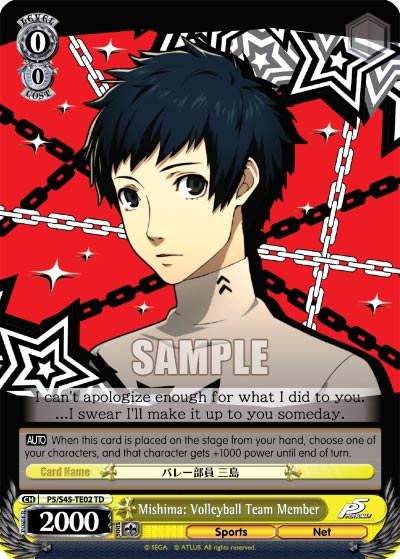 LEVEL
0
0
COST
SAMPLE
I can't apologize enough for what I did to you.
...I swear I'll make it up to you someday.
AUTO When this card is placed on the stage from your hand, choose one of
your characters, and that character gets +1000 power until end of turn.
Card Name バレー部員 三島
CH P5/S45-TE02 TD
Mishima: Volleyball Team Member
P5
2000
Sports Net
© SEGA. © ATLUS. All rights reserved.